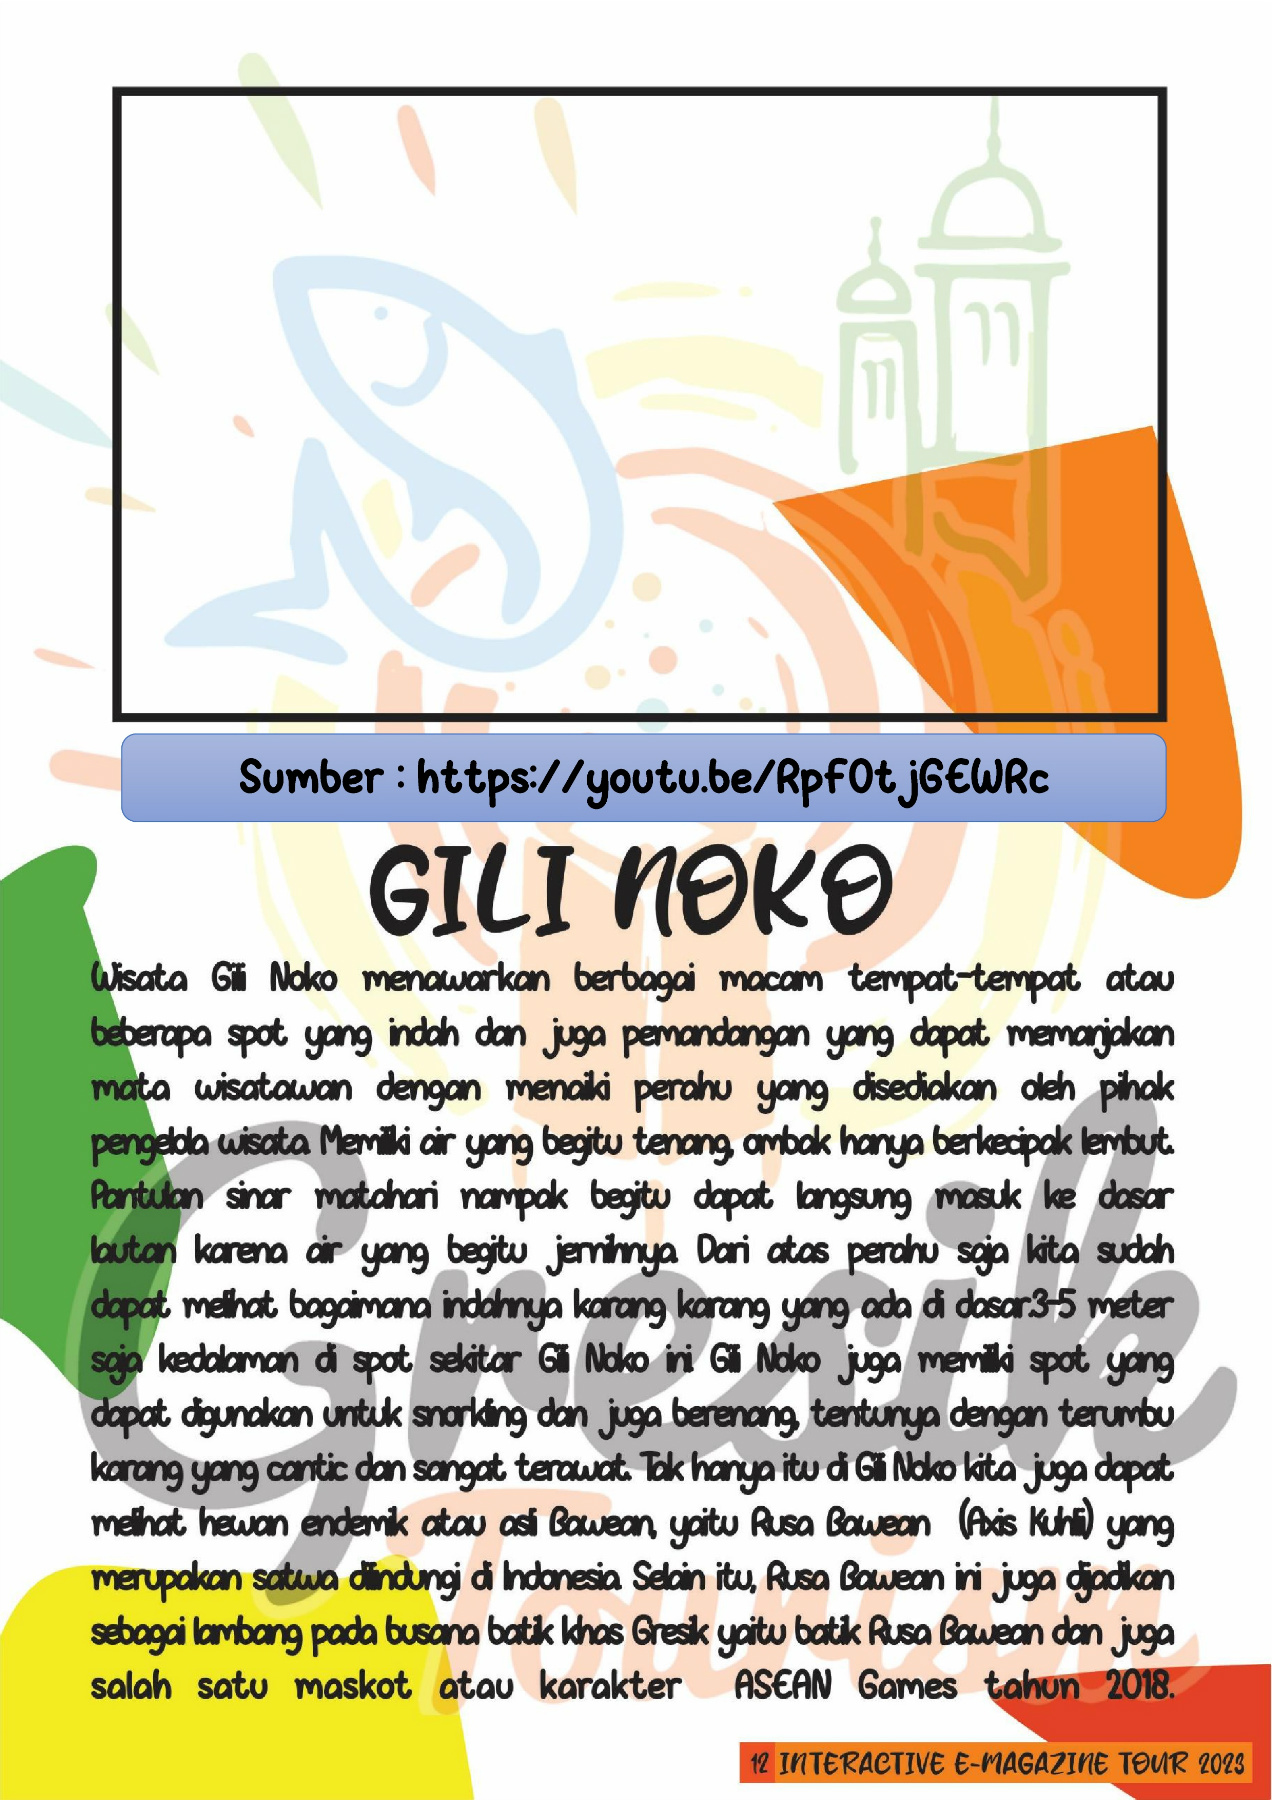 Sumber : https://youtu.be/RpF0tjGEWRc
GILI NOKO
Wisata Gili Noko menawarkan berbagai macam tempat-tempat atau
beberapa spot yang indah dan juga pemandangan yang dapat memanjakan
mata wisatawan dengan menaiki perahu yang disediakan oleh pihak
pengelola wisata. Memiliki air yang begitu tenang, ombak hanya berkecipak lembut.
Pantulan sinar matahari nampak begitu dapat langsung masuk ke dasar
lautan karena air yang begitu jernihnya. Dari atas perahu saja kita sudah
dapat melihat bagaimana indahnya karang karang yang ada di dasar.3-5 meter
saja kedalaman di spot sekitar Gili Noko ini. Gili Noko juga memiliki spot yang
dapat digunakan untuk snorkling dan juga berenang, tentunya dengan terumbu
karang yang cantic dan sangat terawat. Tak hanya itu di Gili Noko kita juga dapat
melihat hewan endemik atau asli Bawean, yaitu Rusa Bawean (Axis Kuhlii) yang
merupakan satwa dilindungi di Indonesia. Selain itu, Rusa Bawean ini juga dijadikan
sebagai lambang pada busana batik khas Gresik yaitu batik Rusa Bawean dan juga
salah satu maskot atau karakter ASEAN Games tahun 2018.
Gresik
Tourism
12 INTERACTIVE E-MAGAZINE TOUR 2023